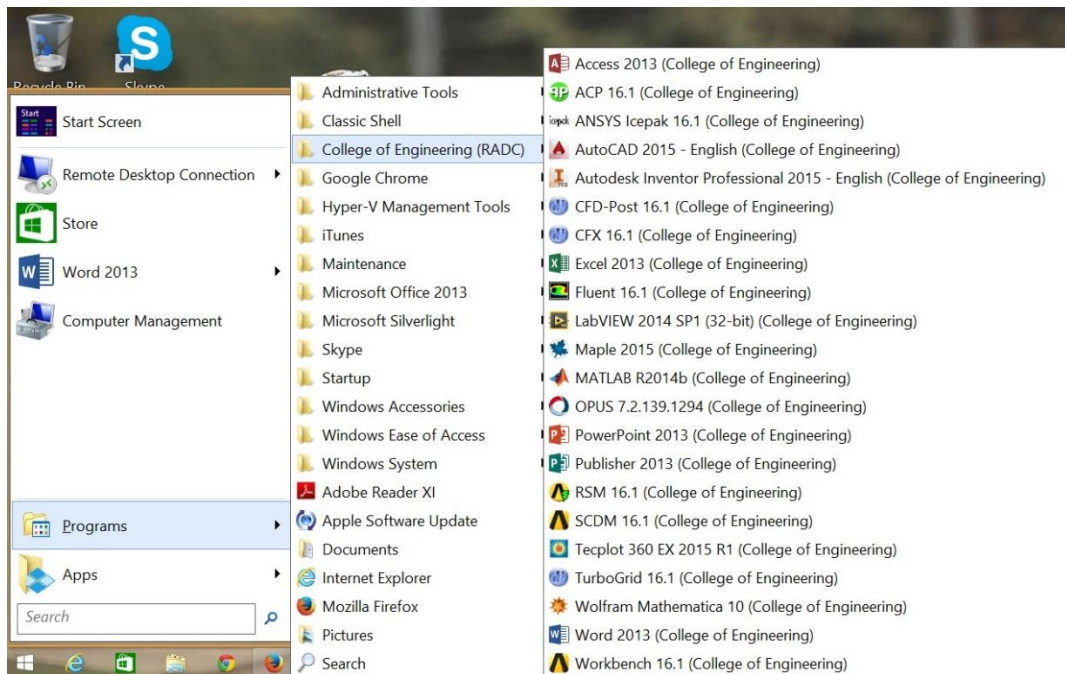 Recycle Bin
Skype
Start
Start Screen
Remote Desktop Connection
Store
Word 2013
Computer Management
Programs
Apps
Search
Administrative Tools
Classic Shell
College of Engineering (RADC)
Google Chrome
Hyper-V Management Tools
iTunes
Maintenance
Microsoft Office 2013
Microsoft Silverlight
Skype
Startup
Windows Accessories
Windows Ease of Access
Windows System
Adobe Reader XI
Apple Software Update
Documents
Internet Explorer
Mozilla Firefox
Pictures
Search
Access 2013 (College of Engineering)
ACP 16.1 (College of Engineering)
ANSYS Icepak 16.1 (College of Engineering)
AutoCAD 2015 - English (College of Engineering)
Autodesk Inventor Professional 2015 - English (College of Engineering)
CFD-Post 16.1 (College of Engineering)
CFX 16.1 (College of Engineering)
Excel 2013 (College of Engineering)
Fluent 16.1 (College of Engineering)
LabVIEW 2014 SP1 (32-bit) (College of Engineering)
Maple 2015 (College of Engineering)
MATLAB R2014b (College of Engineering)
OPUS 7.2.139.1294 (College of Engineering)
PowerPoint 2013 (College of Engineering)
Publisher 2013 (College of Engineering)
RSM 16.1 (College of Engineering)
SCDM 16.1 (College of Engineering)
Tecplot 360 EX 2015 R1 (College of Engineering)
TurboGrid 16.1 (College of Engineering)
Wolfram Mathematica 10 (College of Engineering)
Word 2013 (College of Engineering)
Workbench 16.1 (College of Engineering)